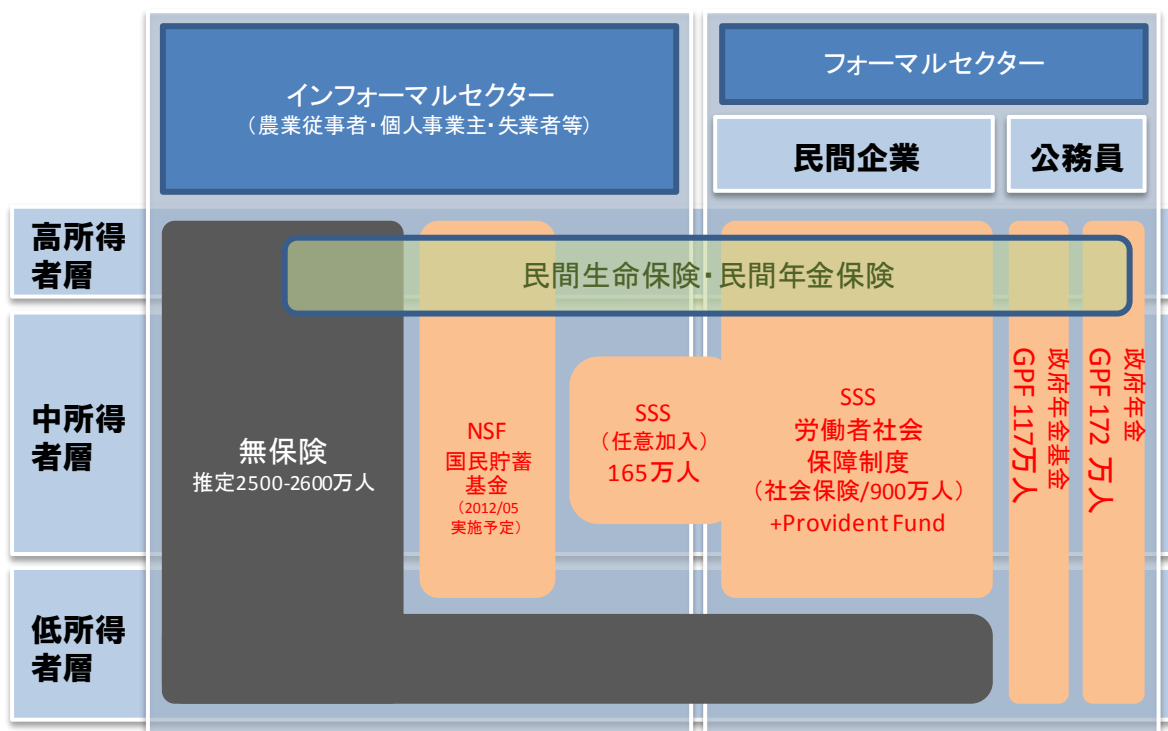 インフォーマルセクター
（農業従事者・個人事業主・失業者等）
フォーマルセクター
民間企業
公務員
高所得
者層
民間生命保険・民間年金保険
中所得
者層
無保険
推定2500-2600万人
NSF
国民貯蓄
基金
（2012/05
実施予定）
SSS
（任意加入）
165万人
SSS
労働者社会
保障制度
（社会保険/900万人）
+Provident Fund
政府年金基金
GPF 117万人
政府年金
GPF 172 万人
低所得
者層